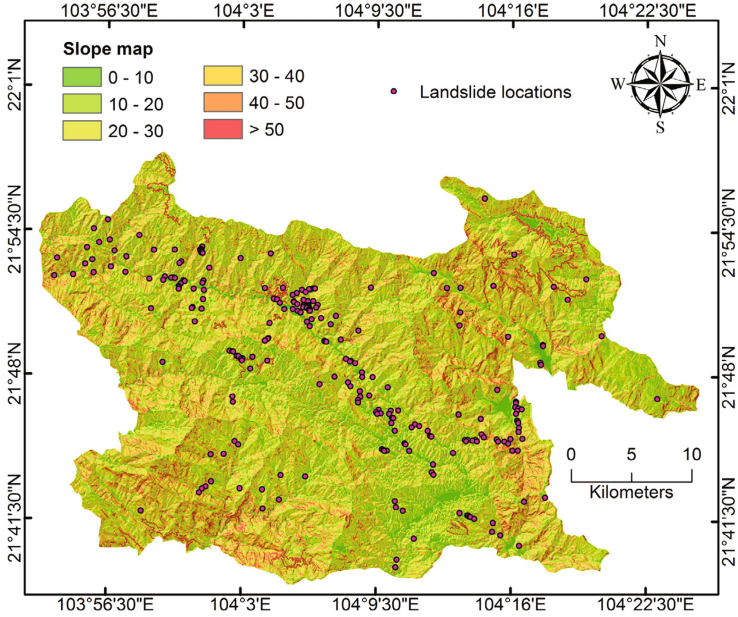 103°56'30"E 104°3'E 104°9'30"E 104°16'E 104°22'30"E
Slope map
0 - 10
10 - 20
20 - 30
30 - 40
40 - 50
> 50
Landslide locations
N
W E
S
22°1'N 22°1'N
21°54'30"N 21°54'30"N
21°48'N 21°48'N
21°41'30"N 21°41'30"N
0 5 10
Kilometers
103°56'30"E 104°3'E 104°9'30"E 104°16'E 104°22'30"E